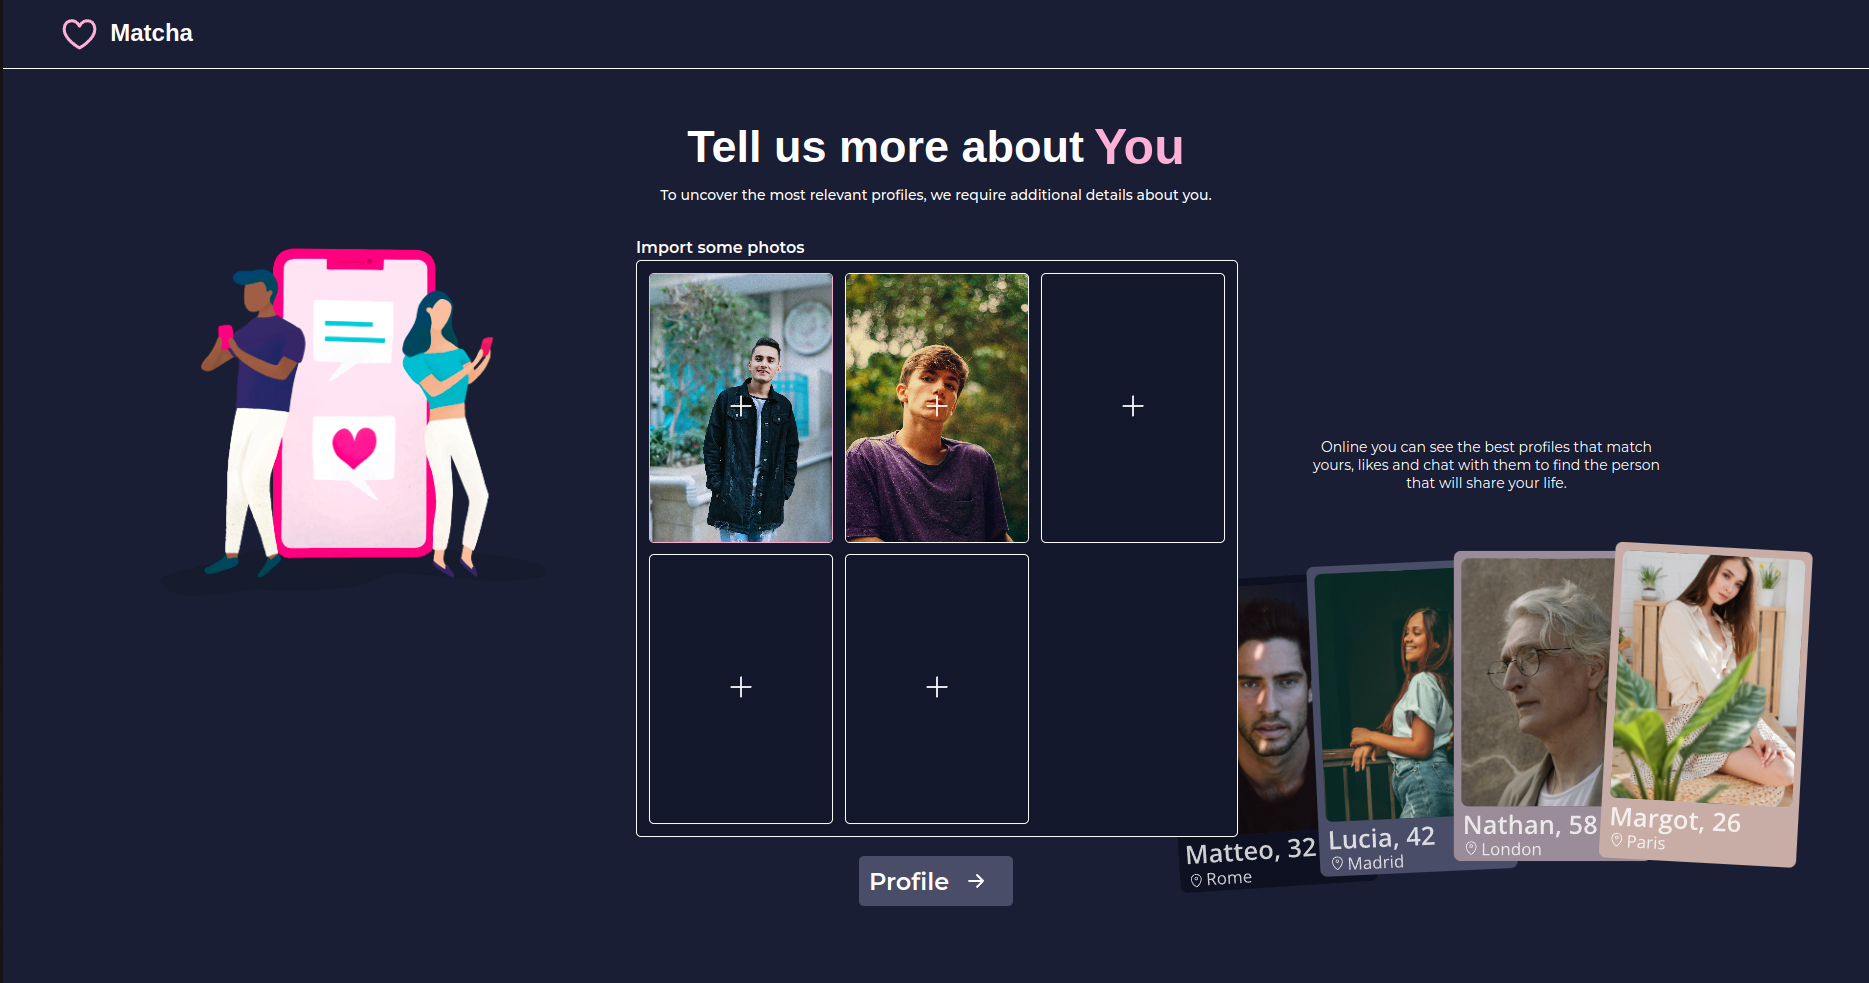 Matcha
Tell us more about You
To uncover the most relevant profiles, we require additional details about you.
Import some photos
Online you can see the best profiles that match
yours, likes and chat with them to find the person
that will share your life.
Matteo, 32
Rome
Lucia, 42
Madrid
Nathan, 58
London
Margot, 26
Paris
Profile